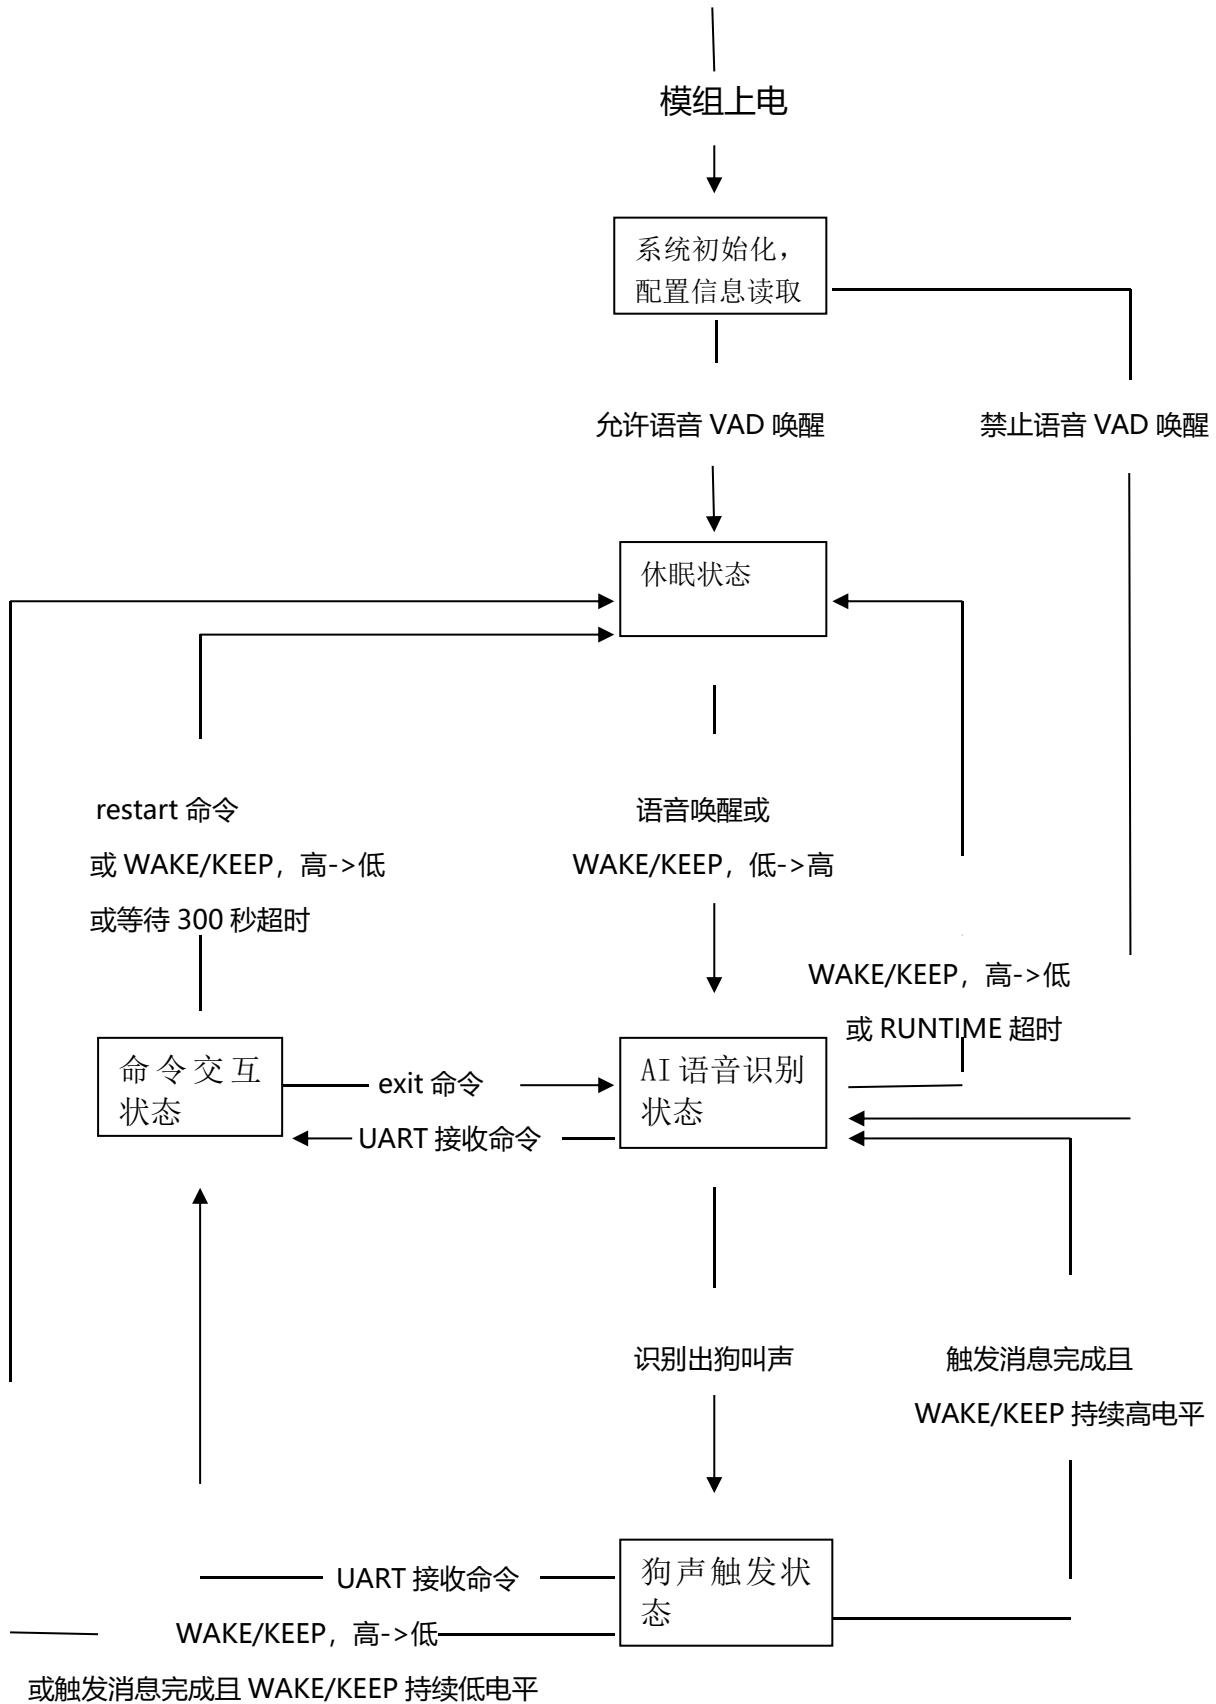 模组上电
系统初始化，
配置信息读取
允许语音 VAD 唤醒
禁止语音 VAD 唤醒
休眠状态
restart 命令
或 WAKE/KEEP，高->低
或等待 300 秒超时
语音唤醒或
WAKE/KEEP，低->高
WAKE/KEEP，高->低
或 RUNTIME 超时
命令交互
状态
exit 命令
UART 接收命令
AI 语音识别
状态
识别出狗叫声
触发消息完成且
WAKE/KEEP 持续高电平
狗声触发状
态
UART 接收命令
WAKE/KEEP，高->低
或触发消息完成且 WAKE/KEEP 持续低电平